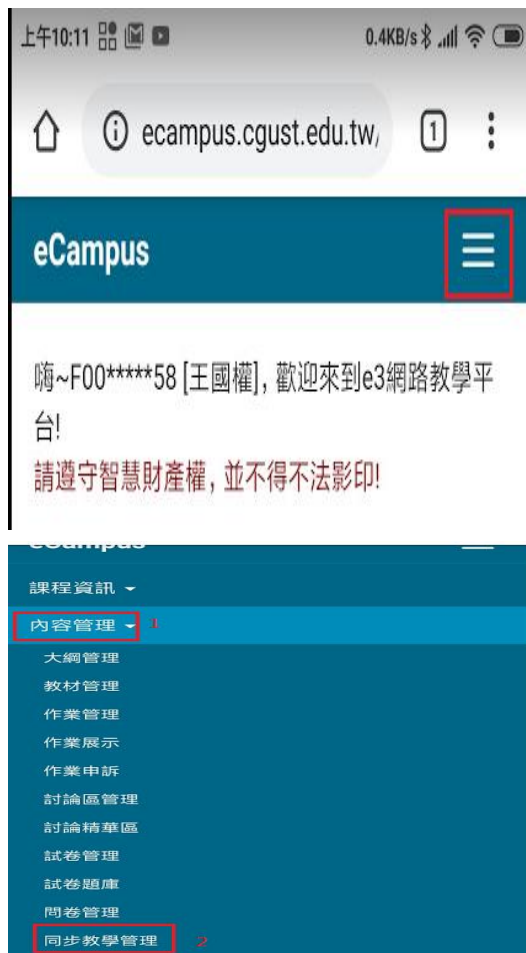 上午10:11
0.4KB/s
ecampus.cgust.edu.tw/
1
eCampus
嗨~F00*****58 [王國權], 歡迎來到e3網路教學平
台!
請遵守智慧財產權, 並不得不法影印!
eCampus
課程資訊
內容管理 1
大綱管理
教材管理
作業管理
作業展示
作業申訴
討論區管理
討論精華區
試卷管理
試卷題庫
問卷管理
同步教學管理 2